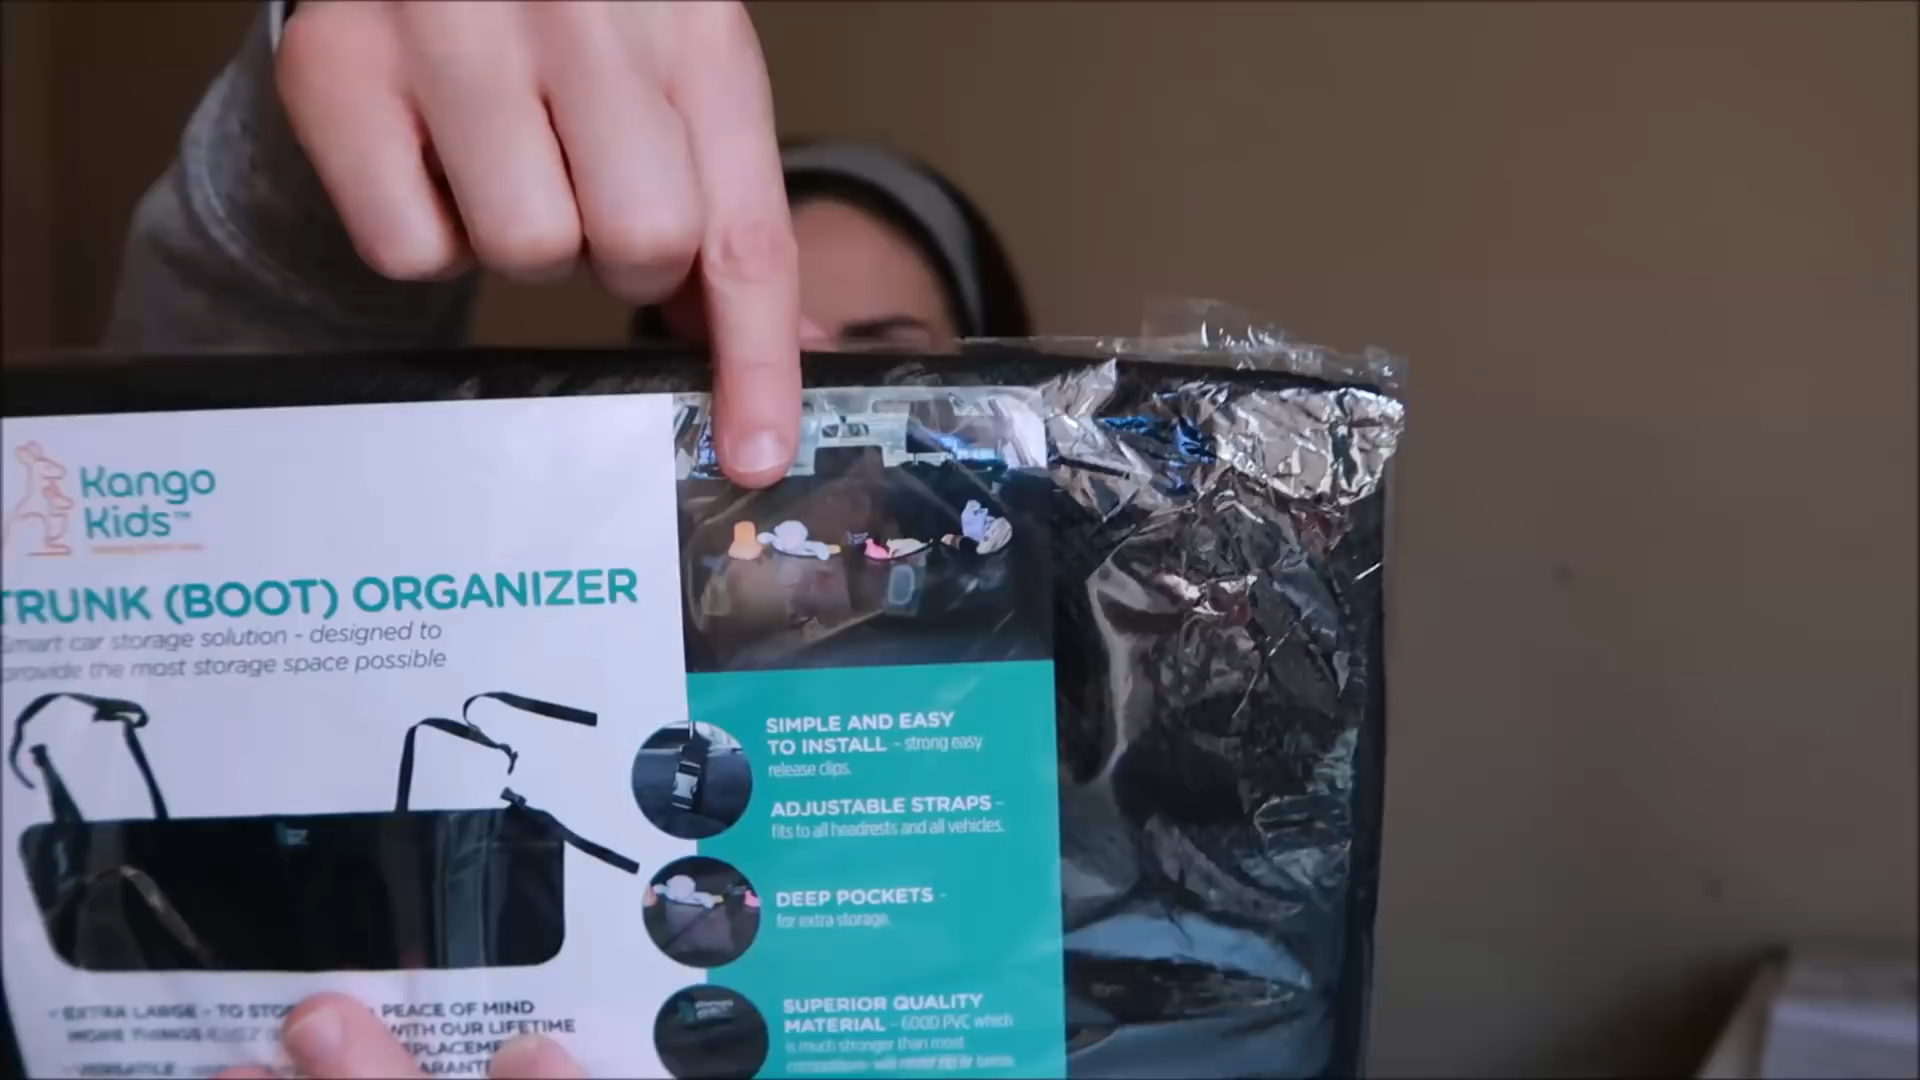 Kango
Kids™
TRUNK (BOOT) ORGANIZER
Smart car storage solution - designed to
provide the most storage space possible
SIMPLE AND EASY
TO INSTALL - strong easy
release clips.
ADJUSTABLE STRAPS -
fits to all headrests and all vehicles.
DEEP POCKETS -
for extra storage.
SUPERIOR QUALITY
MATERIAL - 600D PVC which
is much stronger than most
EXTRA LARGE - TO
MORE THINGS
VERSATILE -
PEACE OF MIND
WITH OUR LIFETIME